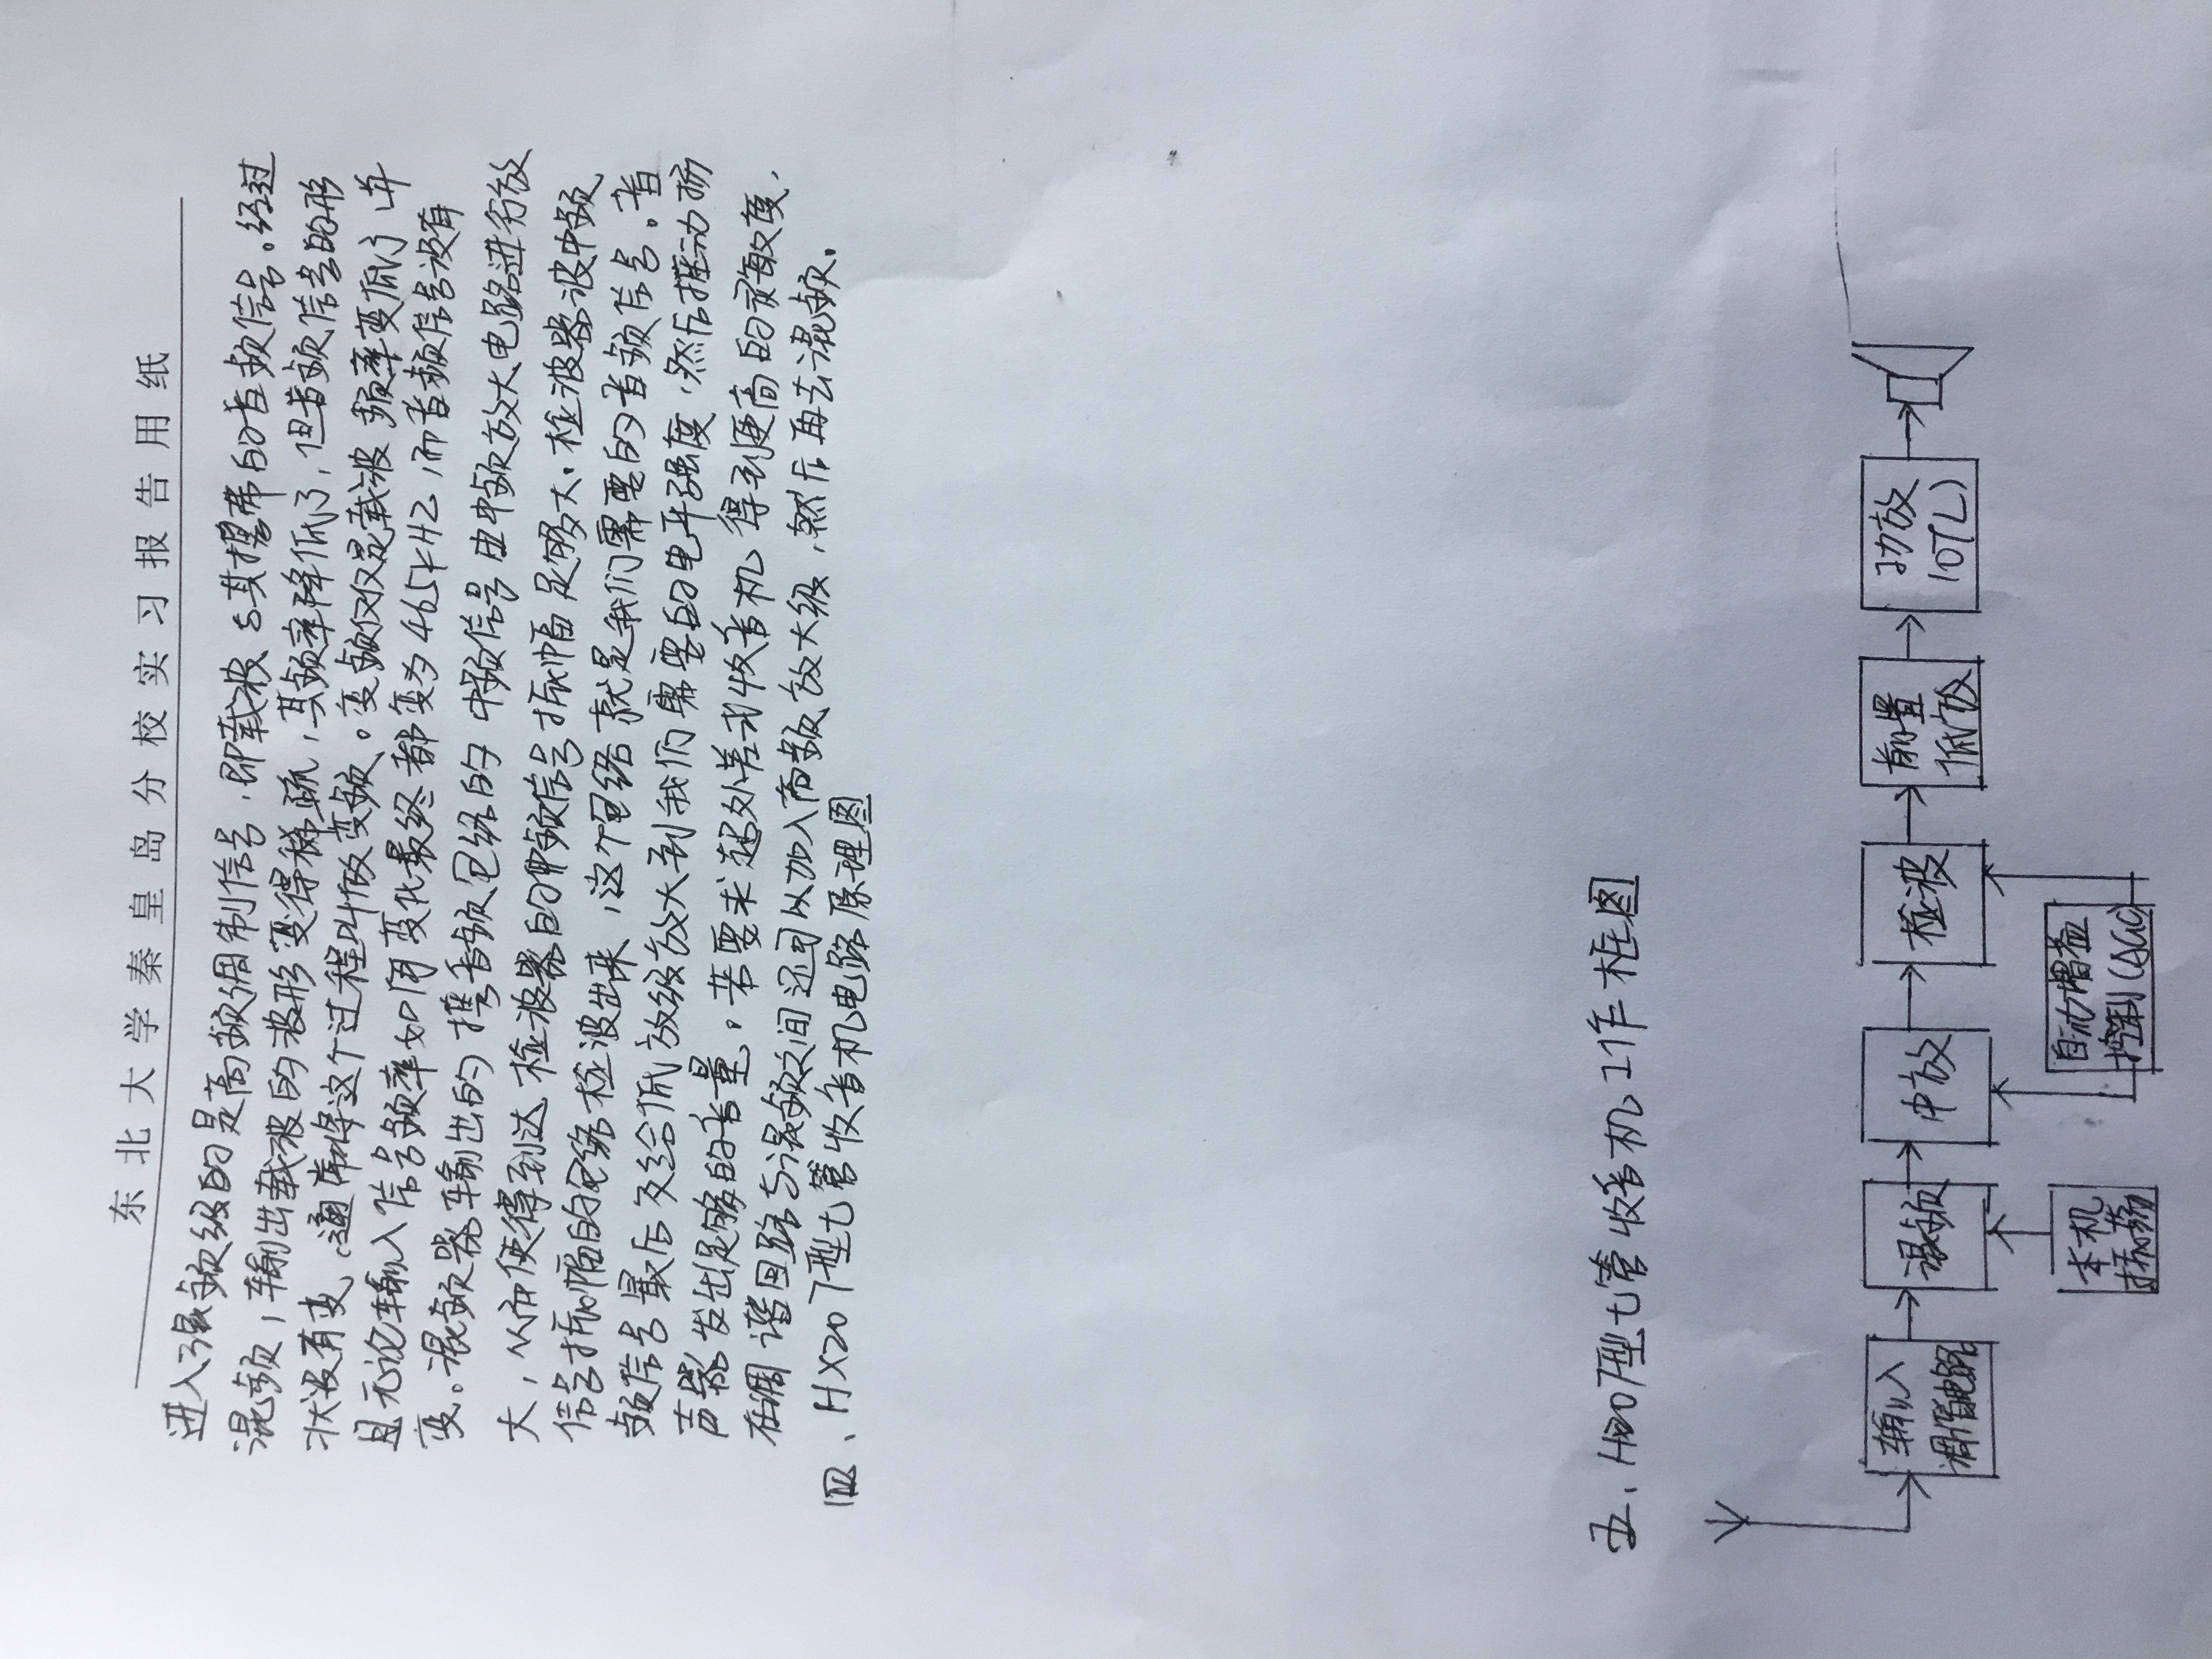 东北大学秦皇岛分校实习报告用纸
进入混频级的是高频调制信号,即载波与其携带的音频信号。经过
混频,输出载波的波形变得稀疏,其频率降低了,但音频信号的形
状没有变,通常将这个过程叫做变频。变频仅仅是载波频率变低了,并
且无论输入信号频率如何变化最终都变为465KHZ,而音频信号没有
变。混频器输出的携音频包络的中频信号由中频放大电路进行放
大,从而使得到达检波器的中频信号振幅足够大。检波器波中频
信号振幅的包络检波出来,这个包络就是我们需要的音频信号。音
频信号最后交给低放级放大到我们需要的电平强度,然后推动扬
声器发出足够的音量。若要求超外差式收音机得到更高的灵敏度,
在调谐回路与混频之间还可以加入高频放大级,然后再去混频。
四、HX207型七管收音机电路原理图
五、H207型七管收音机工作框图
输入
调谐电路
混频
中放
检波
前置
低放
功放
(OTL)
本机
振荡
自动增益
控制(AGC)